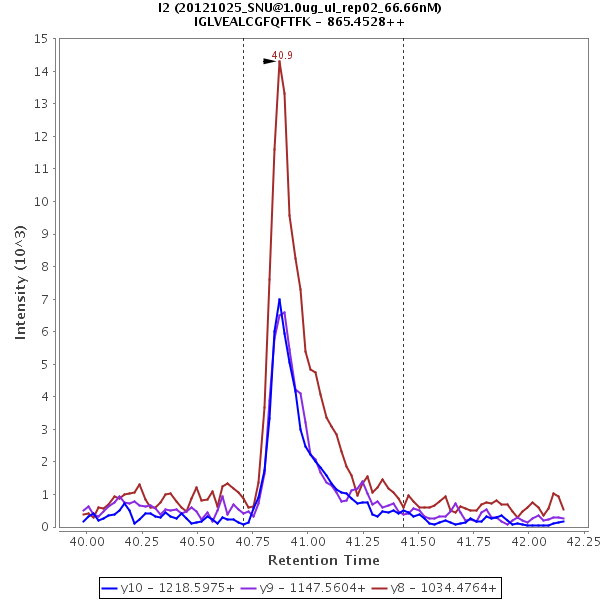 I2 (20121025_SNU@1.0ug_ul_rep02_66.66nM)
IGLVEALCGFQFTFK - 865.4528++
40.9
Intensity (10^3)
15
14
13
12
11
10
9
8
7
6
5
4
3
2
1
0
40.00 40.25 40.50 40.75 41.00 41.25 41.50 41.75 42.00 42.25
Retention Time
y10 - 1218.5975+ y9 - 1147.5604+ y8 - 1034.4764+